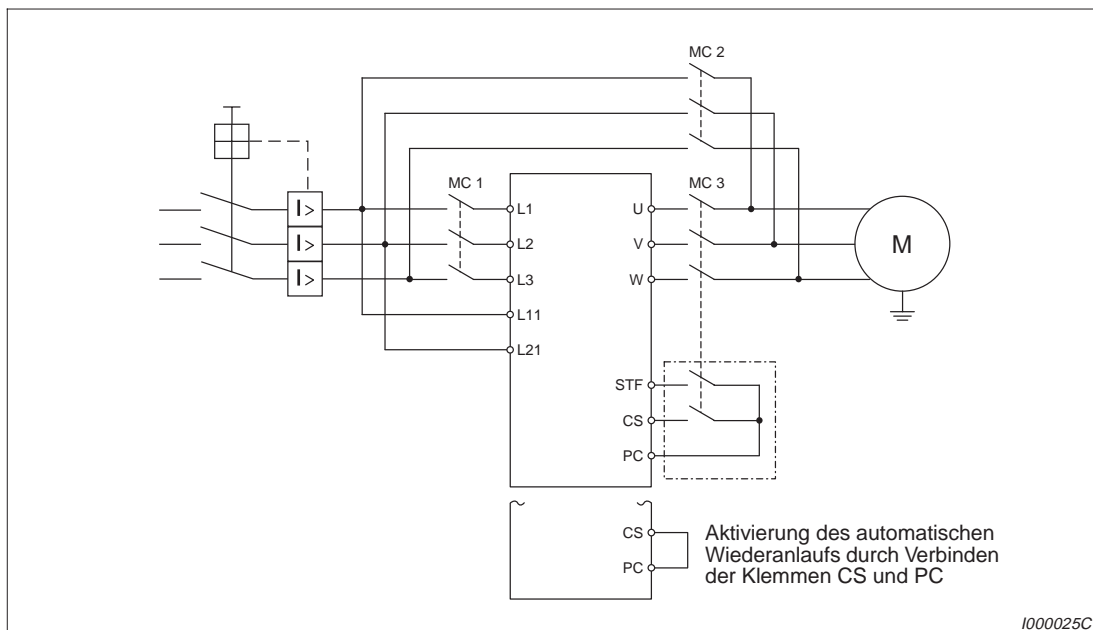 MC 2
MC 1
MC 3
I>
L1
U
I>
L2
V
M
I>
L3
W
L11
L21
STF
CS
PC
CS
PC
Aktivierung des automatischen
Wiederanlaufs durch Verbinden
der Klemmen CS und PC
I000025C